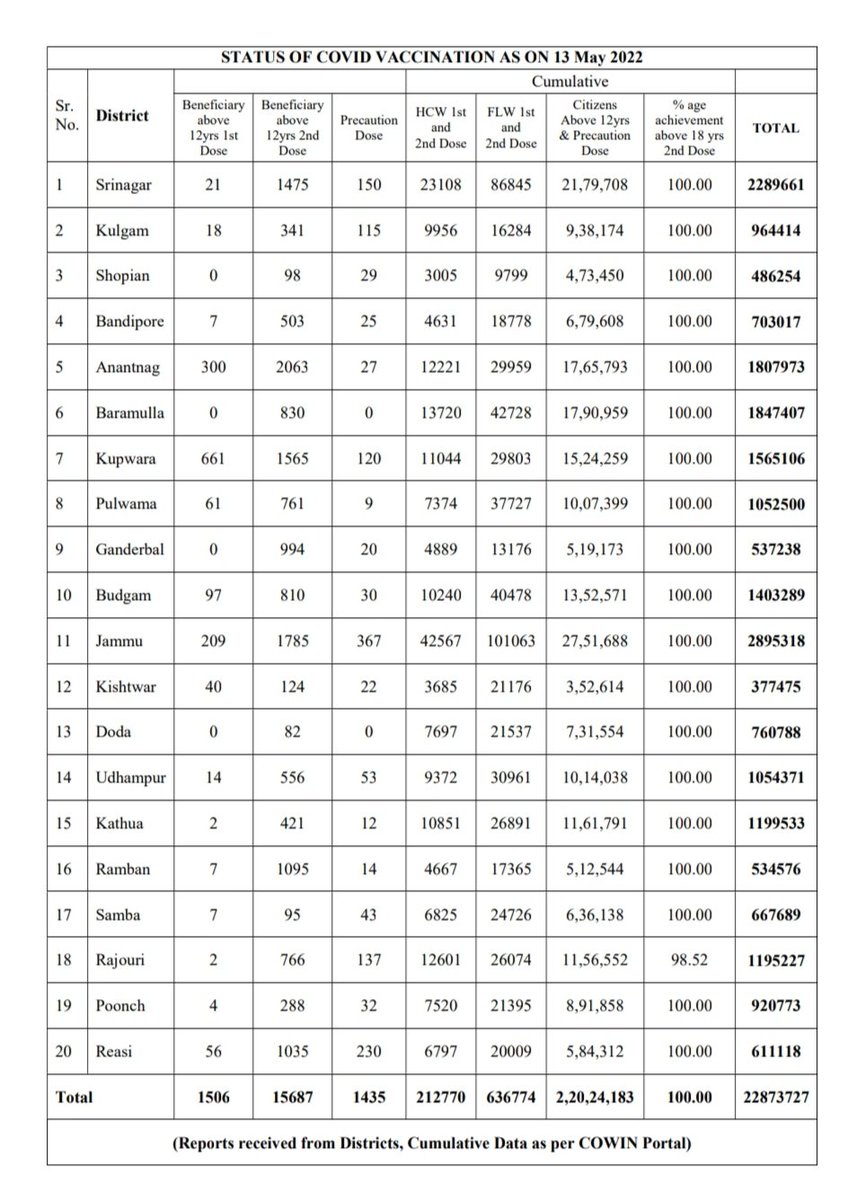 STATUS OF COVID VACCINATION AS ON 13 May 2022
Cumulative
Sr. No. District Beneficiary above 12yrs 1st Dose Beneficiary above 12yrs 2nd Dose Precaution Dose HCW 1st and 2nd Dose FLW 1st and 2nd Dose Citizens Above 12yrs & Precaution Dose % age achievement above 18 yrs 2nd Dose TOTAL
1 Srinagar 21 1475 150 23108 86845 21,79,708 100.00 2289661
2 Kulgam 18 341 115 9956 16284 9,38,174 100.00 964414
3 Shopian 0 98 29 3005 9799 4,73,450 100.00 486254
4 Bandipore 7 503 25 4631 18778 6,79,608 100.00 703017
5 Anantnag 300 2063 27 12221 29959 17,65,793 100.00 1807973
6 Baramulla 0 830 0 13720 42728 17,90,959 100.00 1847407
7 Kupwara 661 1565 120 11044 29803 15,24,259 100.00 1565106
8 Pulwama 61 761 9 7374 37727 10,07,399 100.00 1052500
9 Ganderbal 0 994 20 4889 13176 5,19,173 100.00 537238
10 Budgam 97 810 30 10240 40478 13,52,571 100.00 1403289
11 Jammu 209 1785 367 42567 101063 27,51,688 100.00 2895318
12 Kishtwar 40 124 22 3685 21176 3,52,614 100.00 377475
13 Doda 0 82 0 7697 21537 7,31,554 100.00 760788
14 Udhampur 14 556 53 9372 30961 10,14,038 100.00 1054371
15 Kathua 2 421 12 10851 26891 11,61,791 100.00 1199533
16 Ramban 7 1095 14 4667 17365 5,12,544 100.00 534576
17 Samba 7 95 43 6825 24726 6,36,138 100.00 667689
18 Rajouri 2 766 137 12601 26074 11,56,552 98.52 1195227
19 Poonch 4 288 32 7520 21395 8,91,858 100.00 920773
20 Reasi 56 1035 230 6797 20009 5,84,312 100.00 611118
Total 1506 15687 1435 212770 636774 2,20,24,183 100.00 22873727
(Reports received from Districts, Cumulative Data as per COWIN Portal)